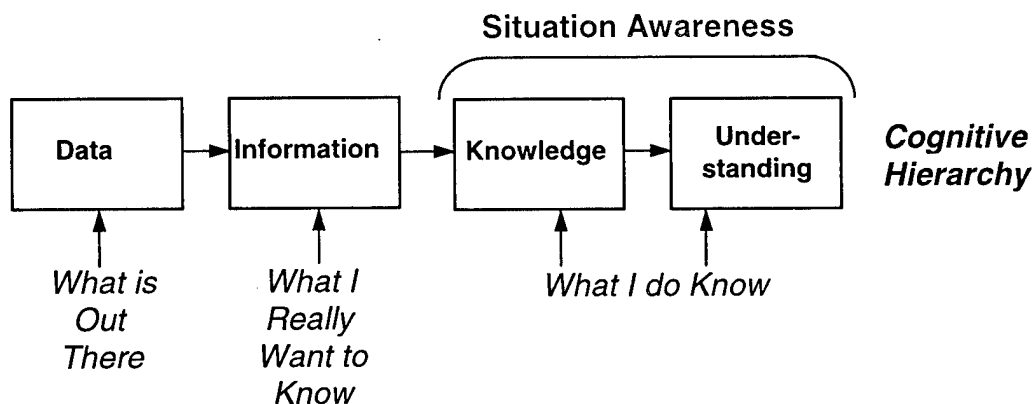 Situation Awareness
Data
Information
Knowledge
Under-
standing
Cognitive
Hierarchy
What is
Out
There
What I
Really
Want to
Know
What I do Know